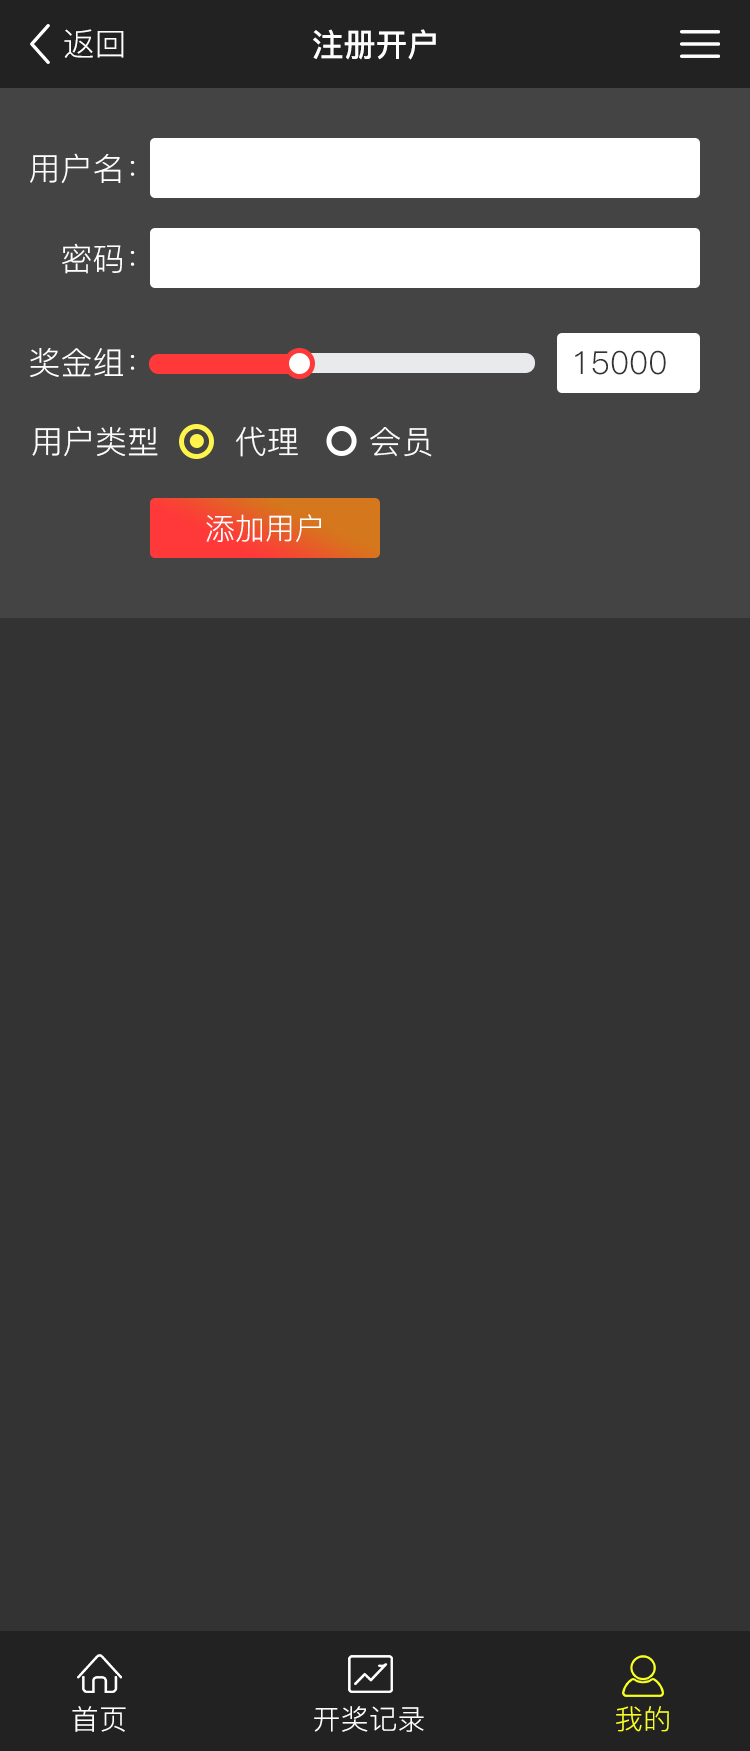 返回 注册开户
用户名：
密码：
奖金组： 15000
用户类型 代理 会员
添加用户
首页 开奖记录 我的